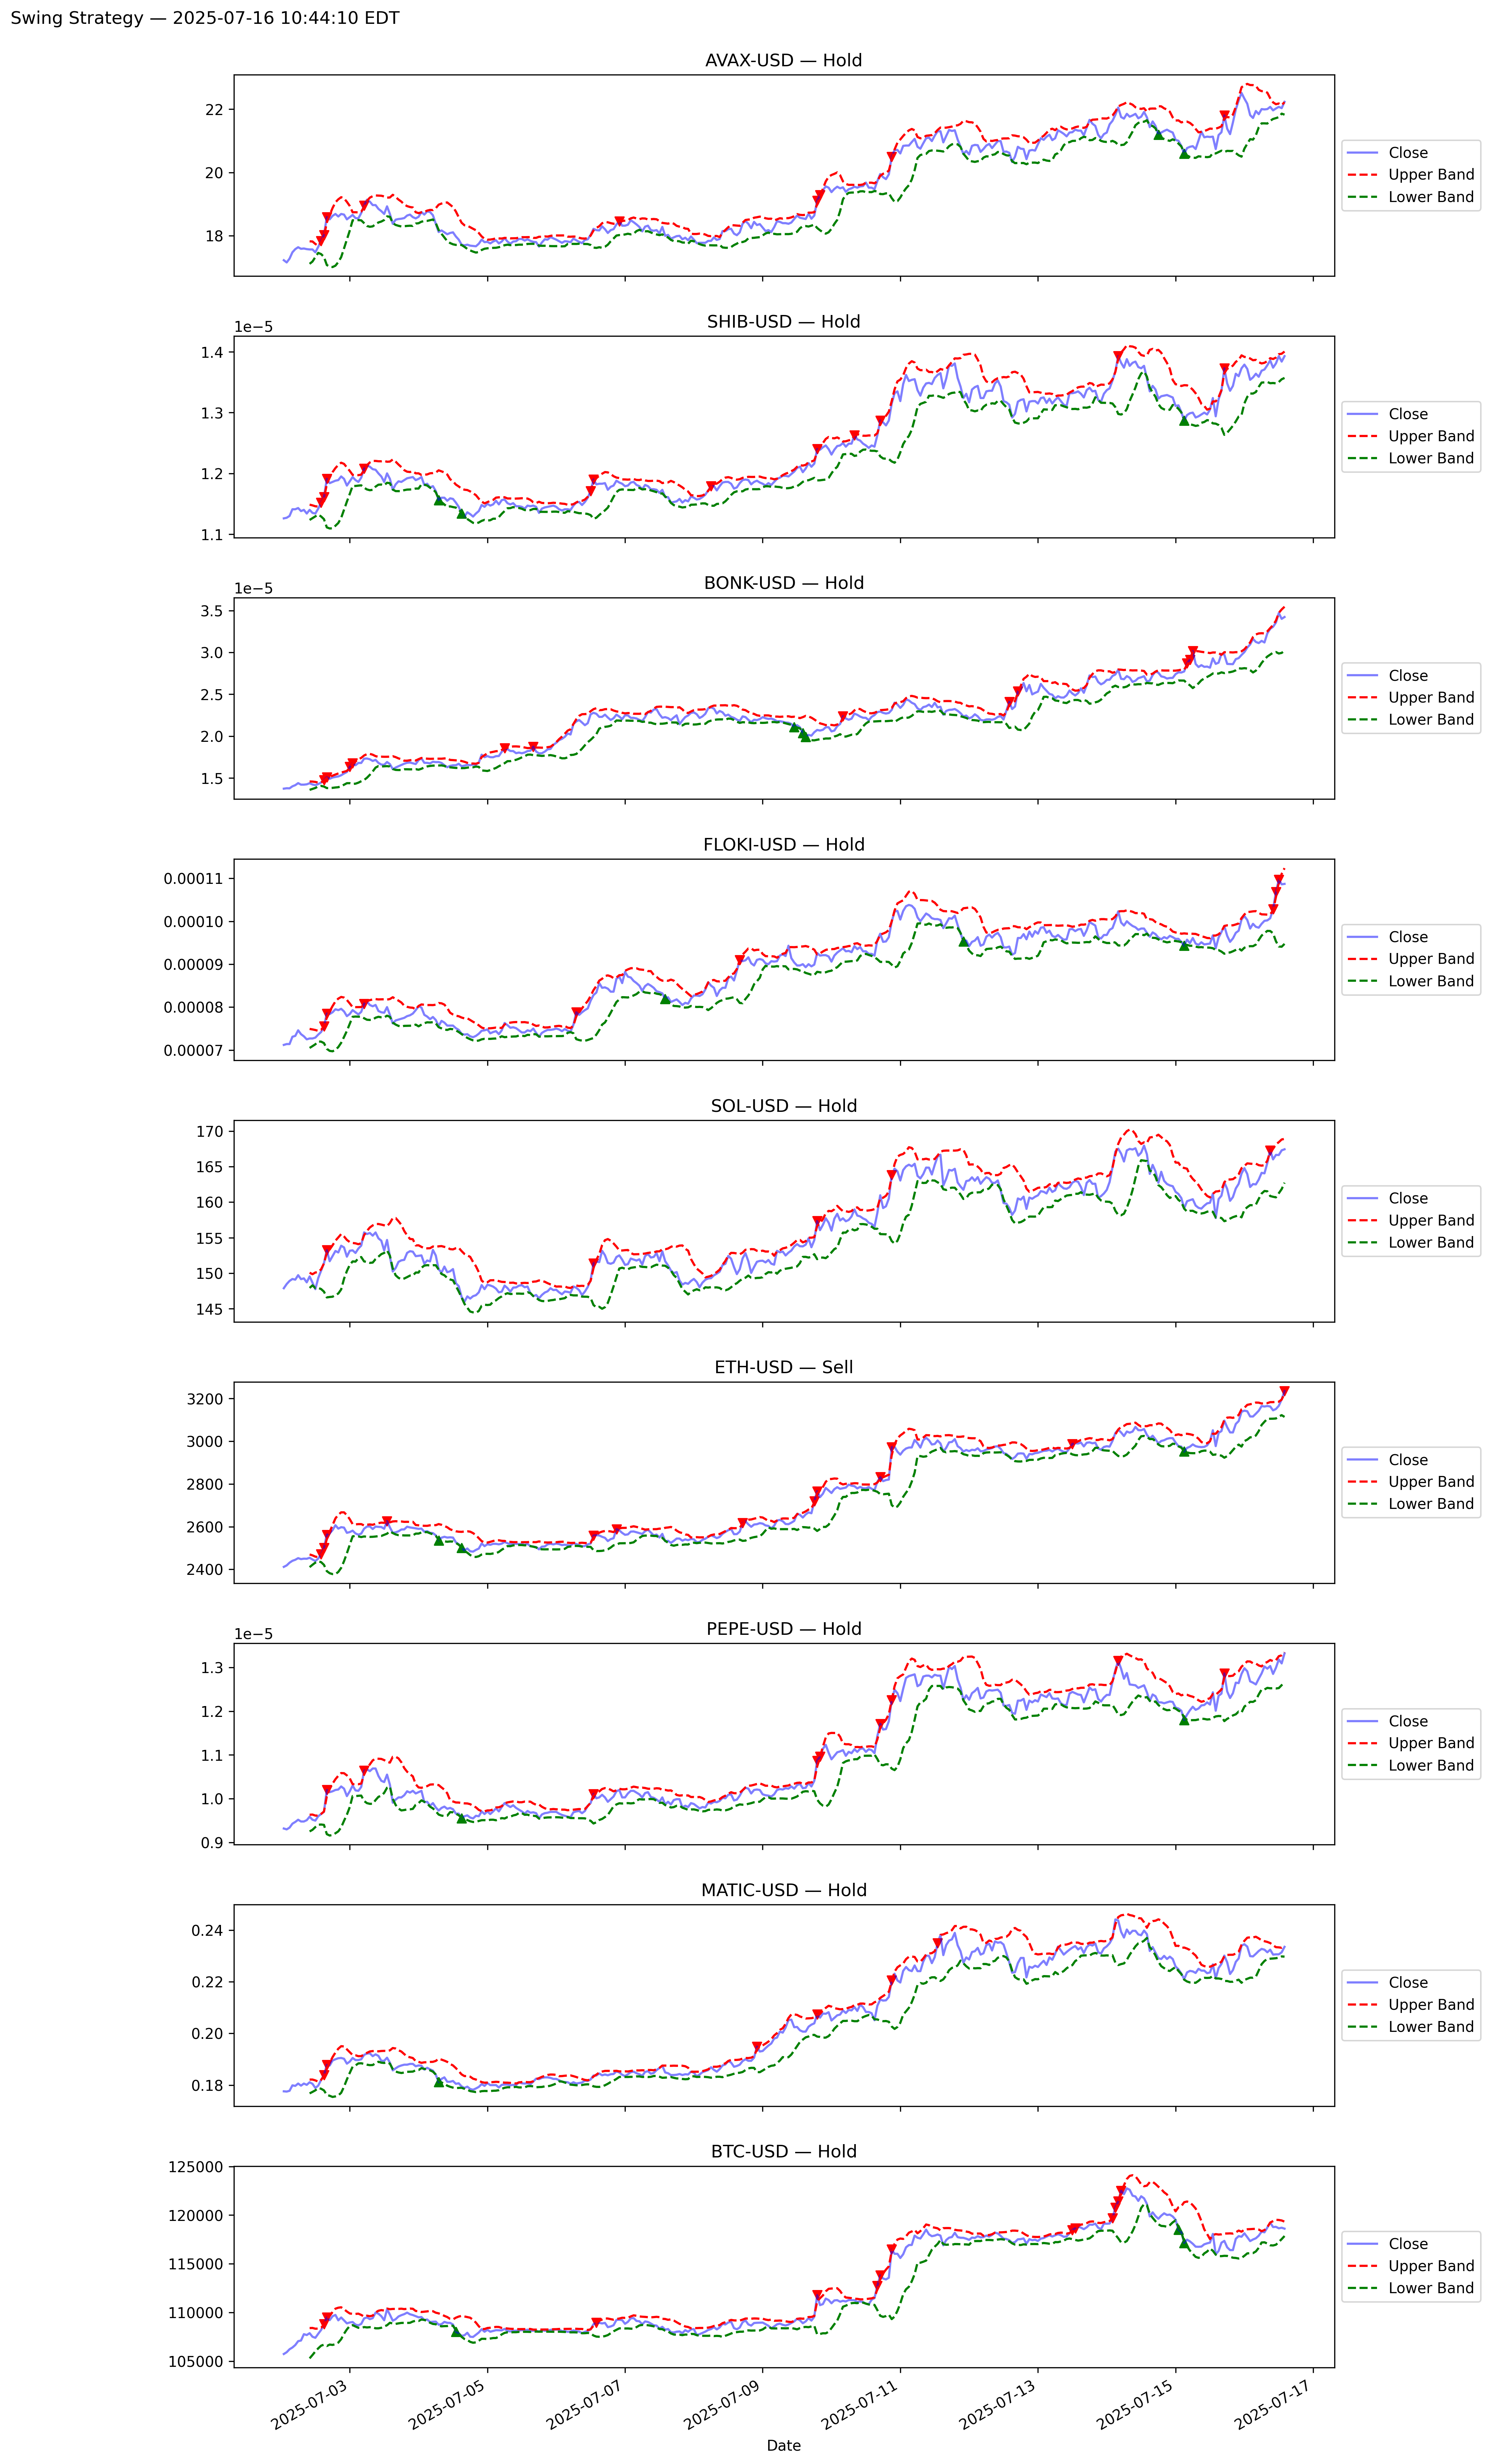 Swing Strategy — 2025-07-16 10:44:10 EDT
AVAX-USD — Hold
22
20
18
Close
Upper Band
Lower Band
SHIB-USD — Hold
1e−5
1.4
1.3
1.2
1.1
Close
Upper Band
Lower Band
BONK-USD — Hold
1e−5
3.5
3.0
2.5
2.0
1.5
Close
Upper Band
Lower Band
FLOKI-USD — Hold
0.00011
0.00010
0.00009
0.00008
0.00007
Close
Upper Band
Lower Band
SOL-USD — Hold
170
165
160
155
150
145
Close
Upper Band
Lower Band
ETH-USD — Sell
3200
3000
2800
2600
2400
Close
Upper Band
Lower Band
PEPE-USD — Hold
1e−5
1.3
1.2
1.1
1.0
0.9
Close
Upper Band
Lower Band
MATIC-USD — Hold
0.24
0.22
0.20
0.18
Close
Upper Band
Lower Band
BTC-USD — Hold
125000
120000
115000
110000
105000
Close
Upper Band
Lower Band
2025-07-03
2025-07-05
2025-07-07
2025-07-09
2025-07-11
2025-07-13
2025-07-15
2025-07-17
Date